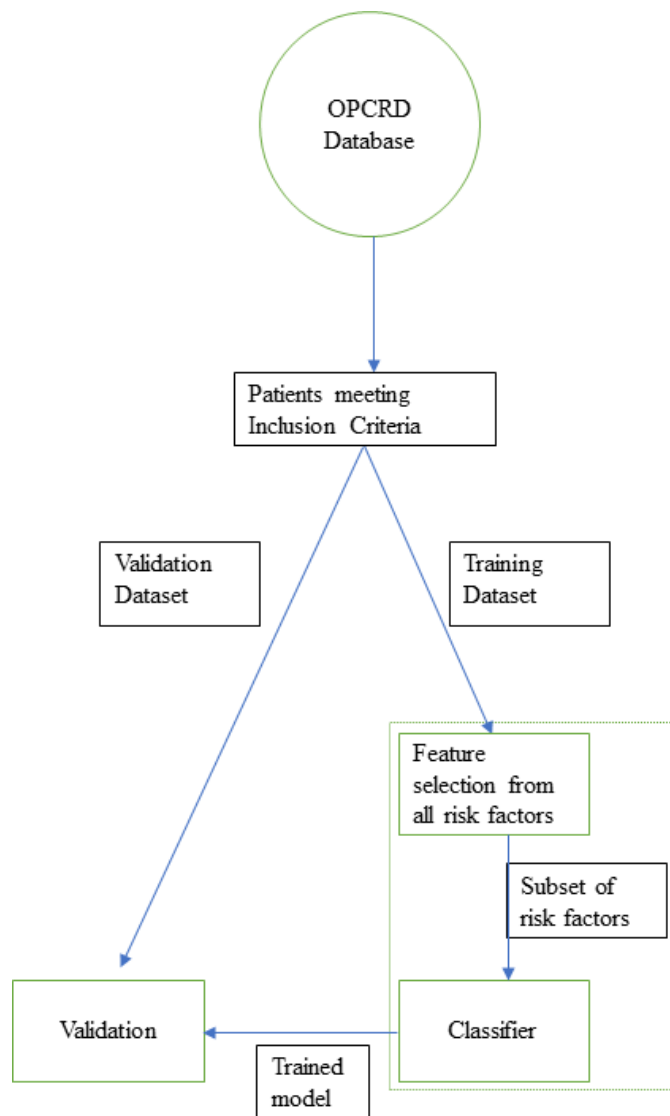 OPCRD
Database
Patients meeting
Inclusion Criteria
Validation
Dataset
Training
Dataset
Feature
selection from
all risk factors
Subset of
risk factors
Validation
Classifier
Trained
model